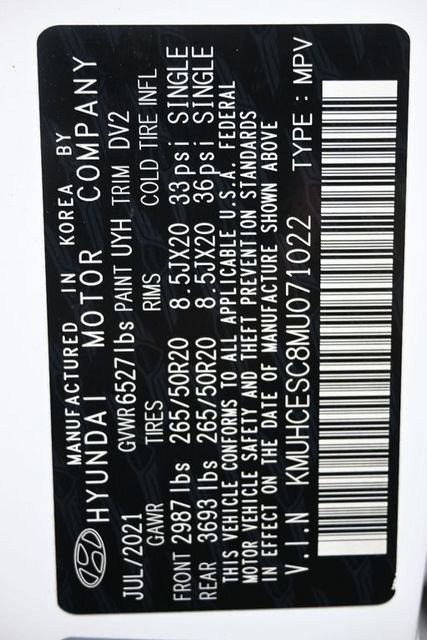 MANUFACTURED IN KOREA BY
HYUNDAI MOTOR COMPANY
JUL/2021 GVWR6527lbs PAINT UYH TRIM DV2
GAWR TIRES RIMS COLD TIRE INFL
FRONT 2987lbs 265/50R20 8.5JX20 33psi SINGLE
REAR 3693lbs 265/50R20 8.5JX20 36psi SINGLE
THIS VEHICLE CONFORMS TO ALL APPLICABLE U.S.A. FEDERAL
MOTOR VEHICLE SAFETY AND THEFT PREVENTION STANDARDS
IN EFFECT ON THE DATE OF MANUFACTURE SHOWN ABOVE
V.I.N KMUHCESC8MU071022 TYPE : MPV